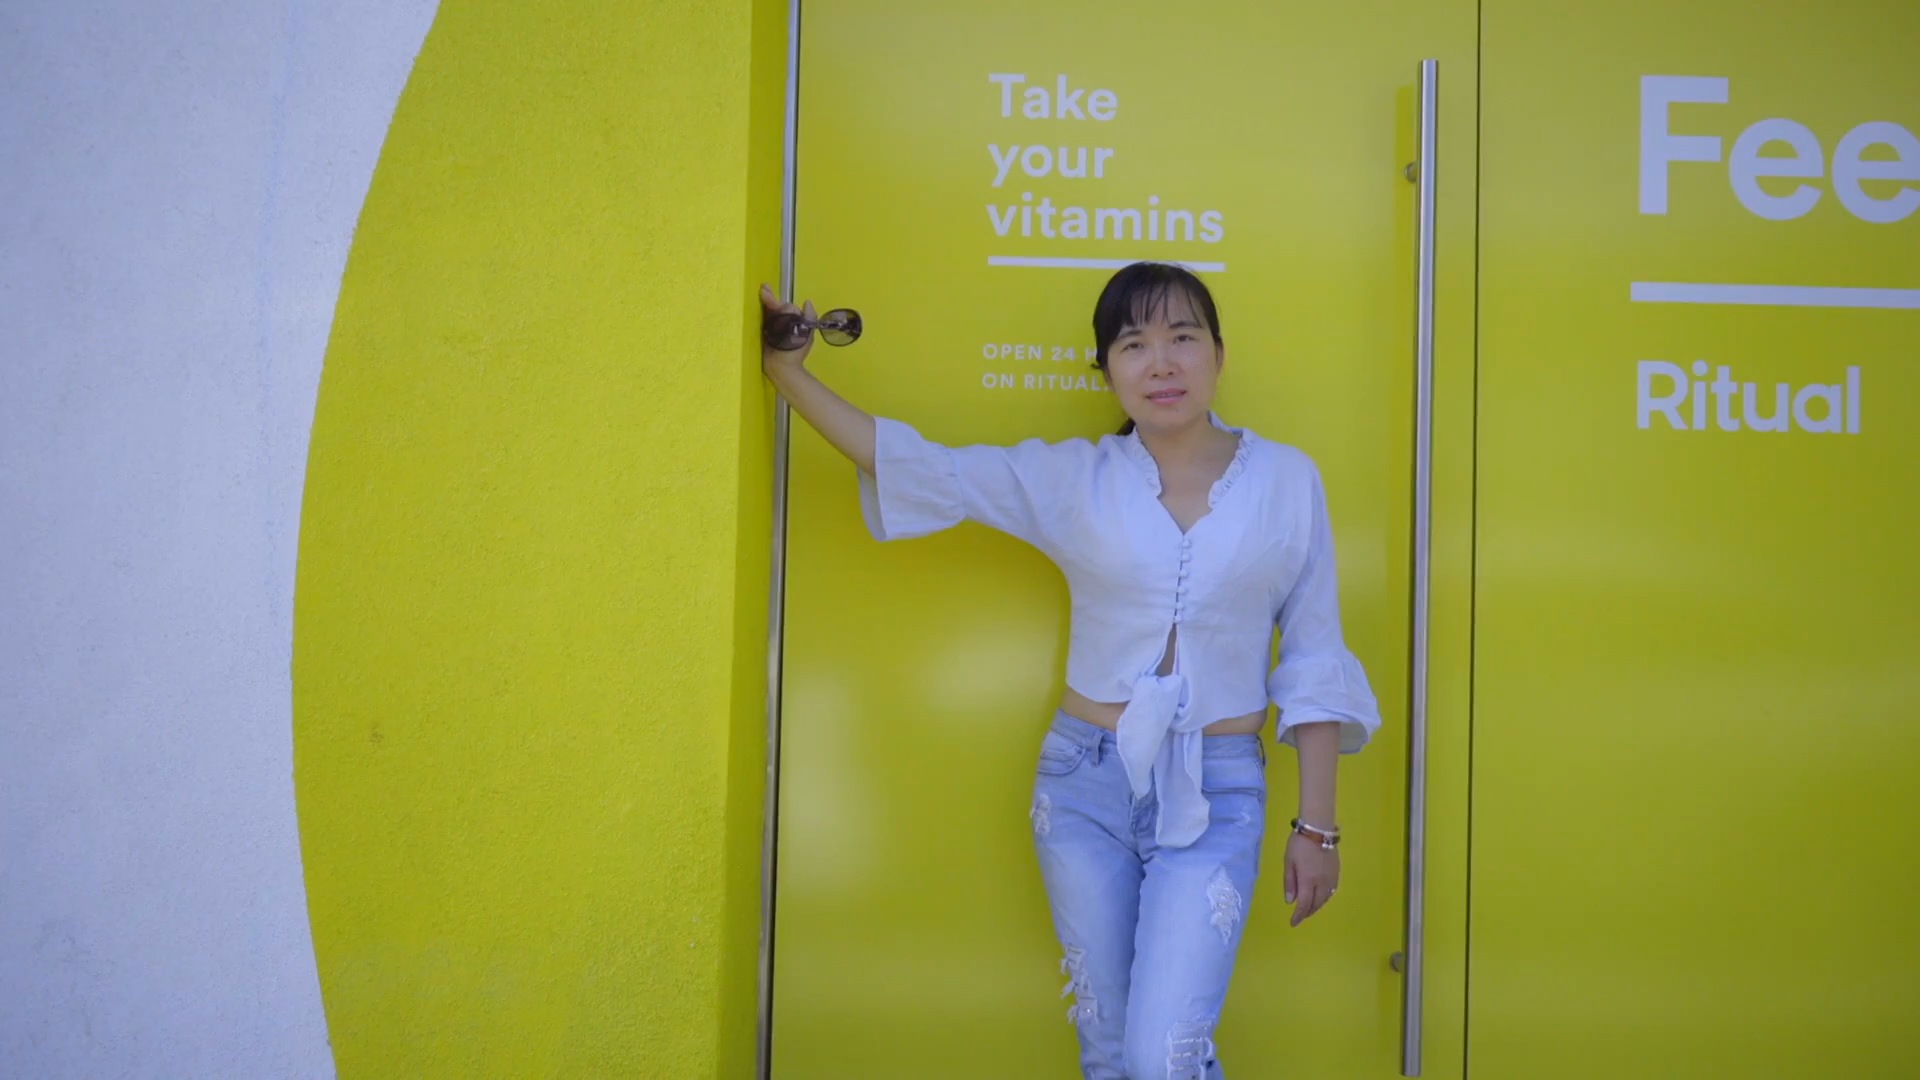 Take
your
vitamins
OPEN 24
ON RITUAL.
Fee
Ritual